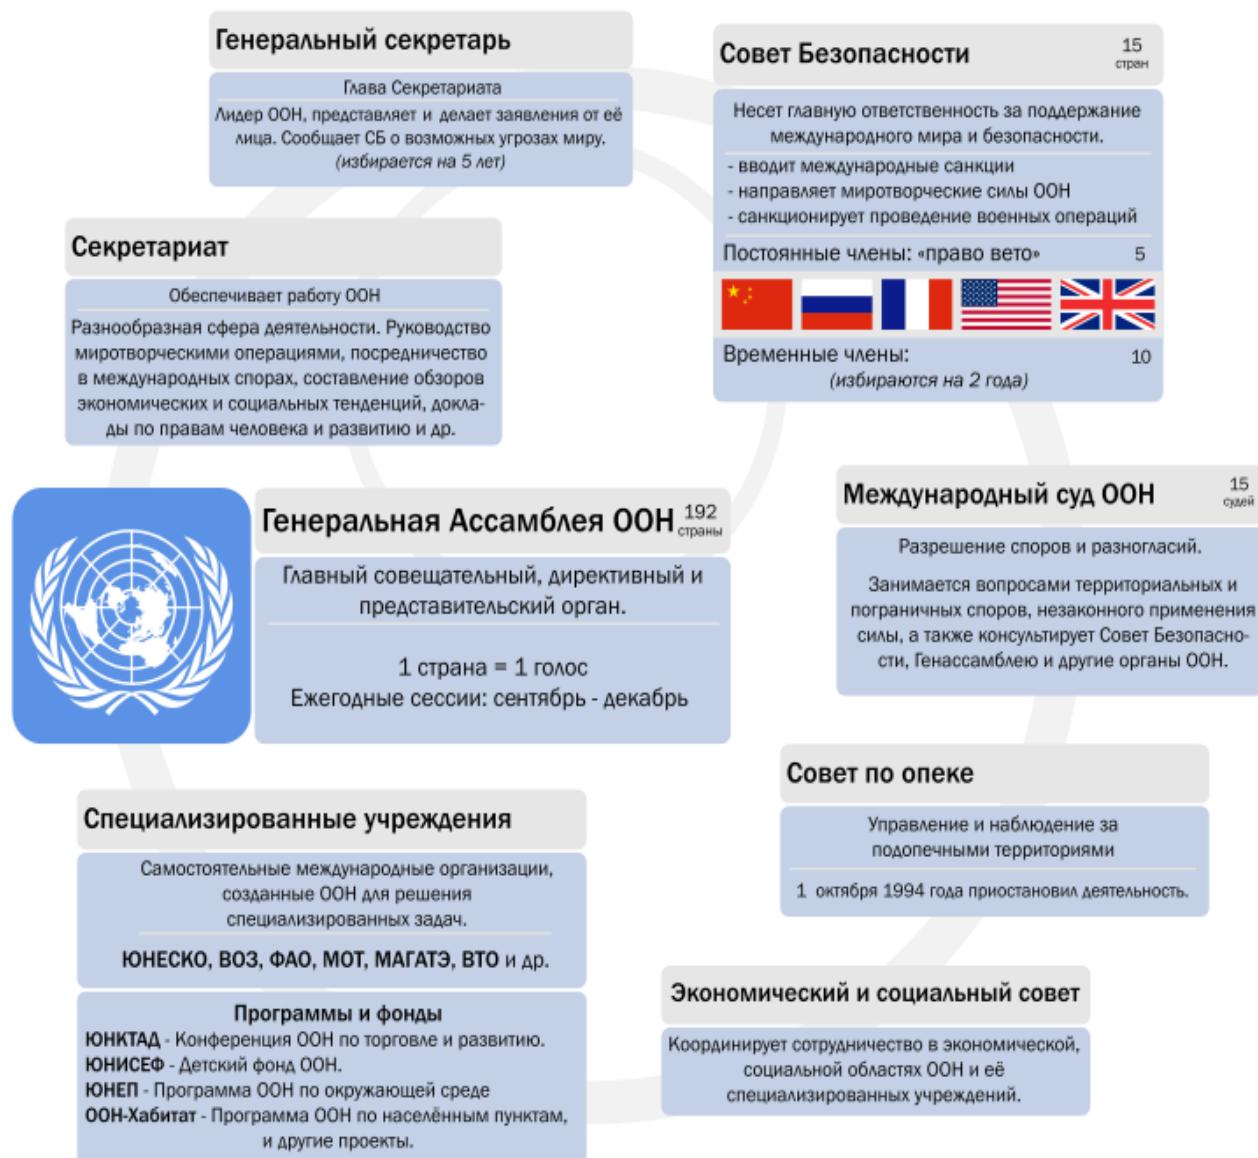 Генеральный секретарь
Глава Секретариата
Лидер ООН, представляет и делает заявления от её
лица. Сообщает СБ о возможных угрозах миру.
(избирается на 5 лет)
Совет Безопасности
15
стран
Несет главную ответственность за поддержание
международного мира и безопасности.
- вводит международные санкции
- направляет миротворческие силы ООН
- санкционирует проведение военных операций
Постоянные члены: «право вето» 5
Временные члены: 10
(избираются на 2 года)
Секретариат
Обеспечивает работу ООН
Разнообразная сфера деятельности. Руководство
миротворческими операциями, посредничество
в международных спорах, составление обзоров
экономических и социальных тенденций, докла-
ды по правам человека и развитию и др.
Генеральная Ассамблея ООН
192
страны
Главный совещательный, директивный и
представительский орган.
1 страна = 1 голос
Ежегодные сессии: сентябрь - декабрь
Международный суд ООН
15
судей
Разрешение споров и разногласий.
Занимается вопросами территориальных и
пограничных споров, незаконного применения
силы, а также консультирует Совет Безопасно-
сти, Генассамблею и другие органы ООН.
Совет по опеке
Управление и наблюдение за
подопечными территориями
1 октября 1994 года приостановил деятельность.
Специализированные учреждения
Самостоятельные международные организации,
созданные ООН для решения
специализированных задач.
ЮНЕСКО, ВОЗ, ФАО, МОТ, МАГАТЭ, ВТО и др.
Программы и фонды
ЮНКТАД - Конференция ООН по торговле и развитию.
ЮНИСЕФ - Детский фонд ООН.
ЮНЕП - Программа ООН по окружающей среде
ООН-Хабитат - Программа ООН по населённым пунктам,
и другие проекты.
Экономический и социальный совет
Координирует сотрудничество в экономической,
социальной областях ООН и её
специализированных учреждений.